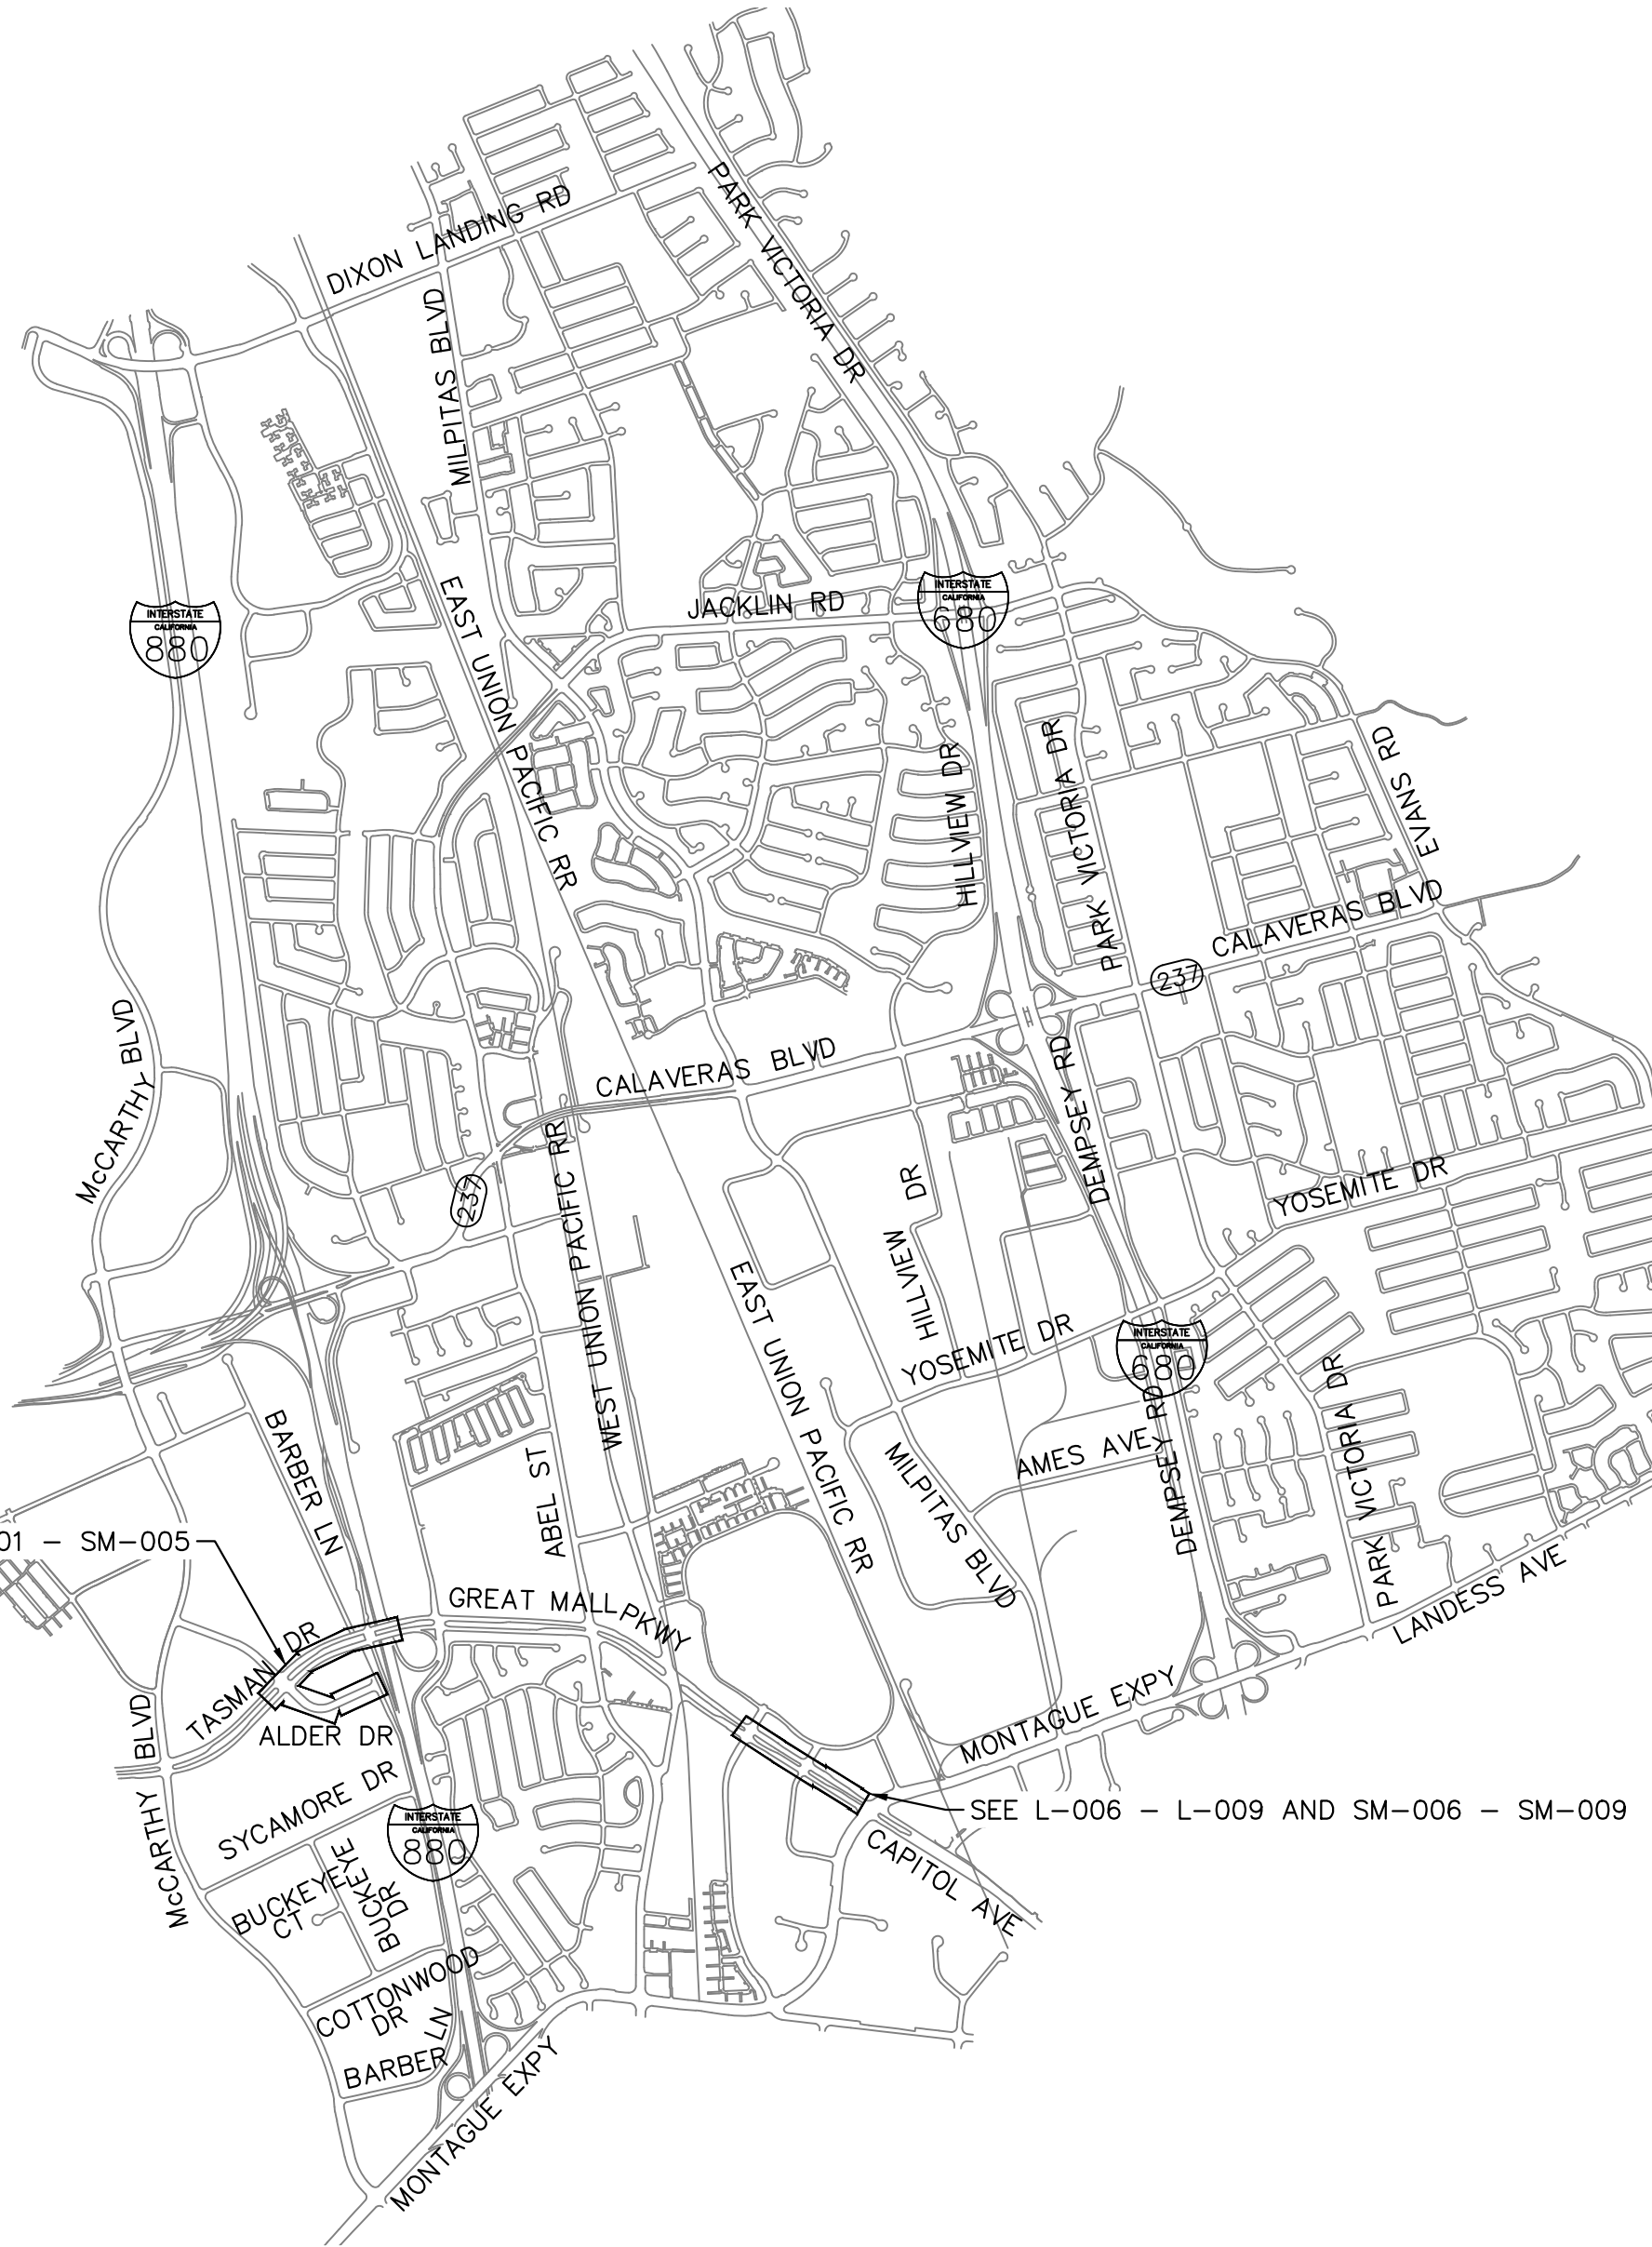 PARK VICTORIA DR
DIXON LANDING RD
MILPITAS BLVD
INTERSTATE
CALIFORNIA
880
EAST UNION PACIFIC RR
JACKLIN RD
INTERSTATE
CALIFORNIA
680
HILLVIEW DR
PARK VICTORIA DR
EVANS RD
CALAVERAS BLVD
237
McCARTHY BLVD
CALAVERAS BLVD
DEMPSEY RD
237
WEST UNION PACIFIC RR
HILLVIEW DR
YOSEMITE DR
EAST UNION PACIFIC RR
YOSEMITE DR
INTERSTATE
CALIFORNIA
680
BARBER LN
ABEL ST
MILPITAS BLVD
AMES AVE
DEMPSEY RD
PARK VICTORIA DR
LANDESS AVE
01 - SM-005
GREAT MALL PKWY
TASMAN DR
ALDER DR
McCARTHY BLVD
MONTAGUE EXPY
SEE L-006 - L-009 AND SM-006 - SM-009
CAPITOL AVE
SYCAMORE DR
INTERSTATE
CALIFORNIA
880
BUCKEYE
CT
BUCKEYE
DR
COTTONWOOD
DR
BARBER LN
MONTAGUE EXPY